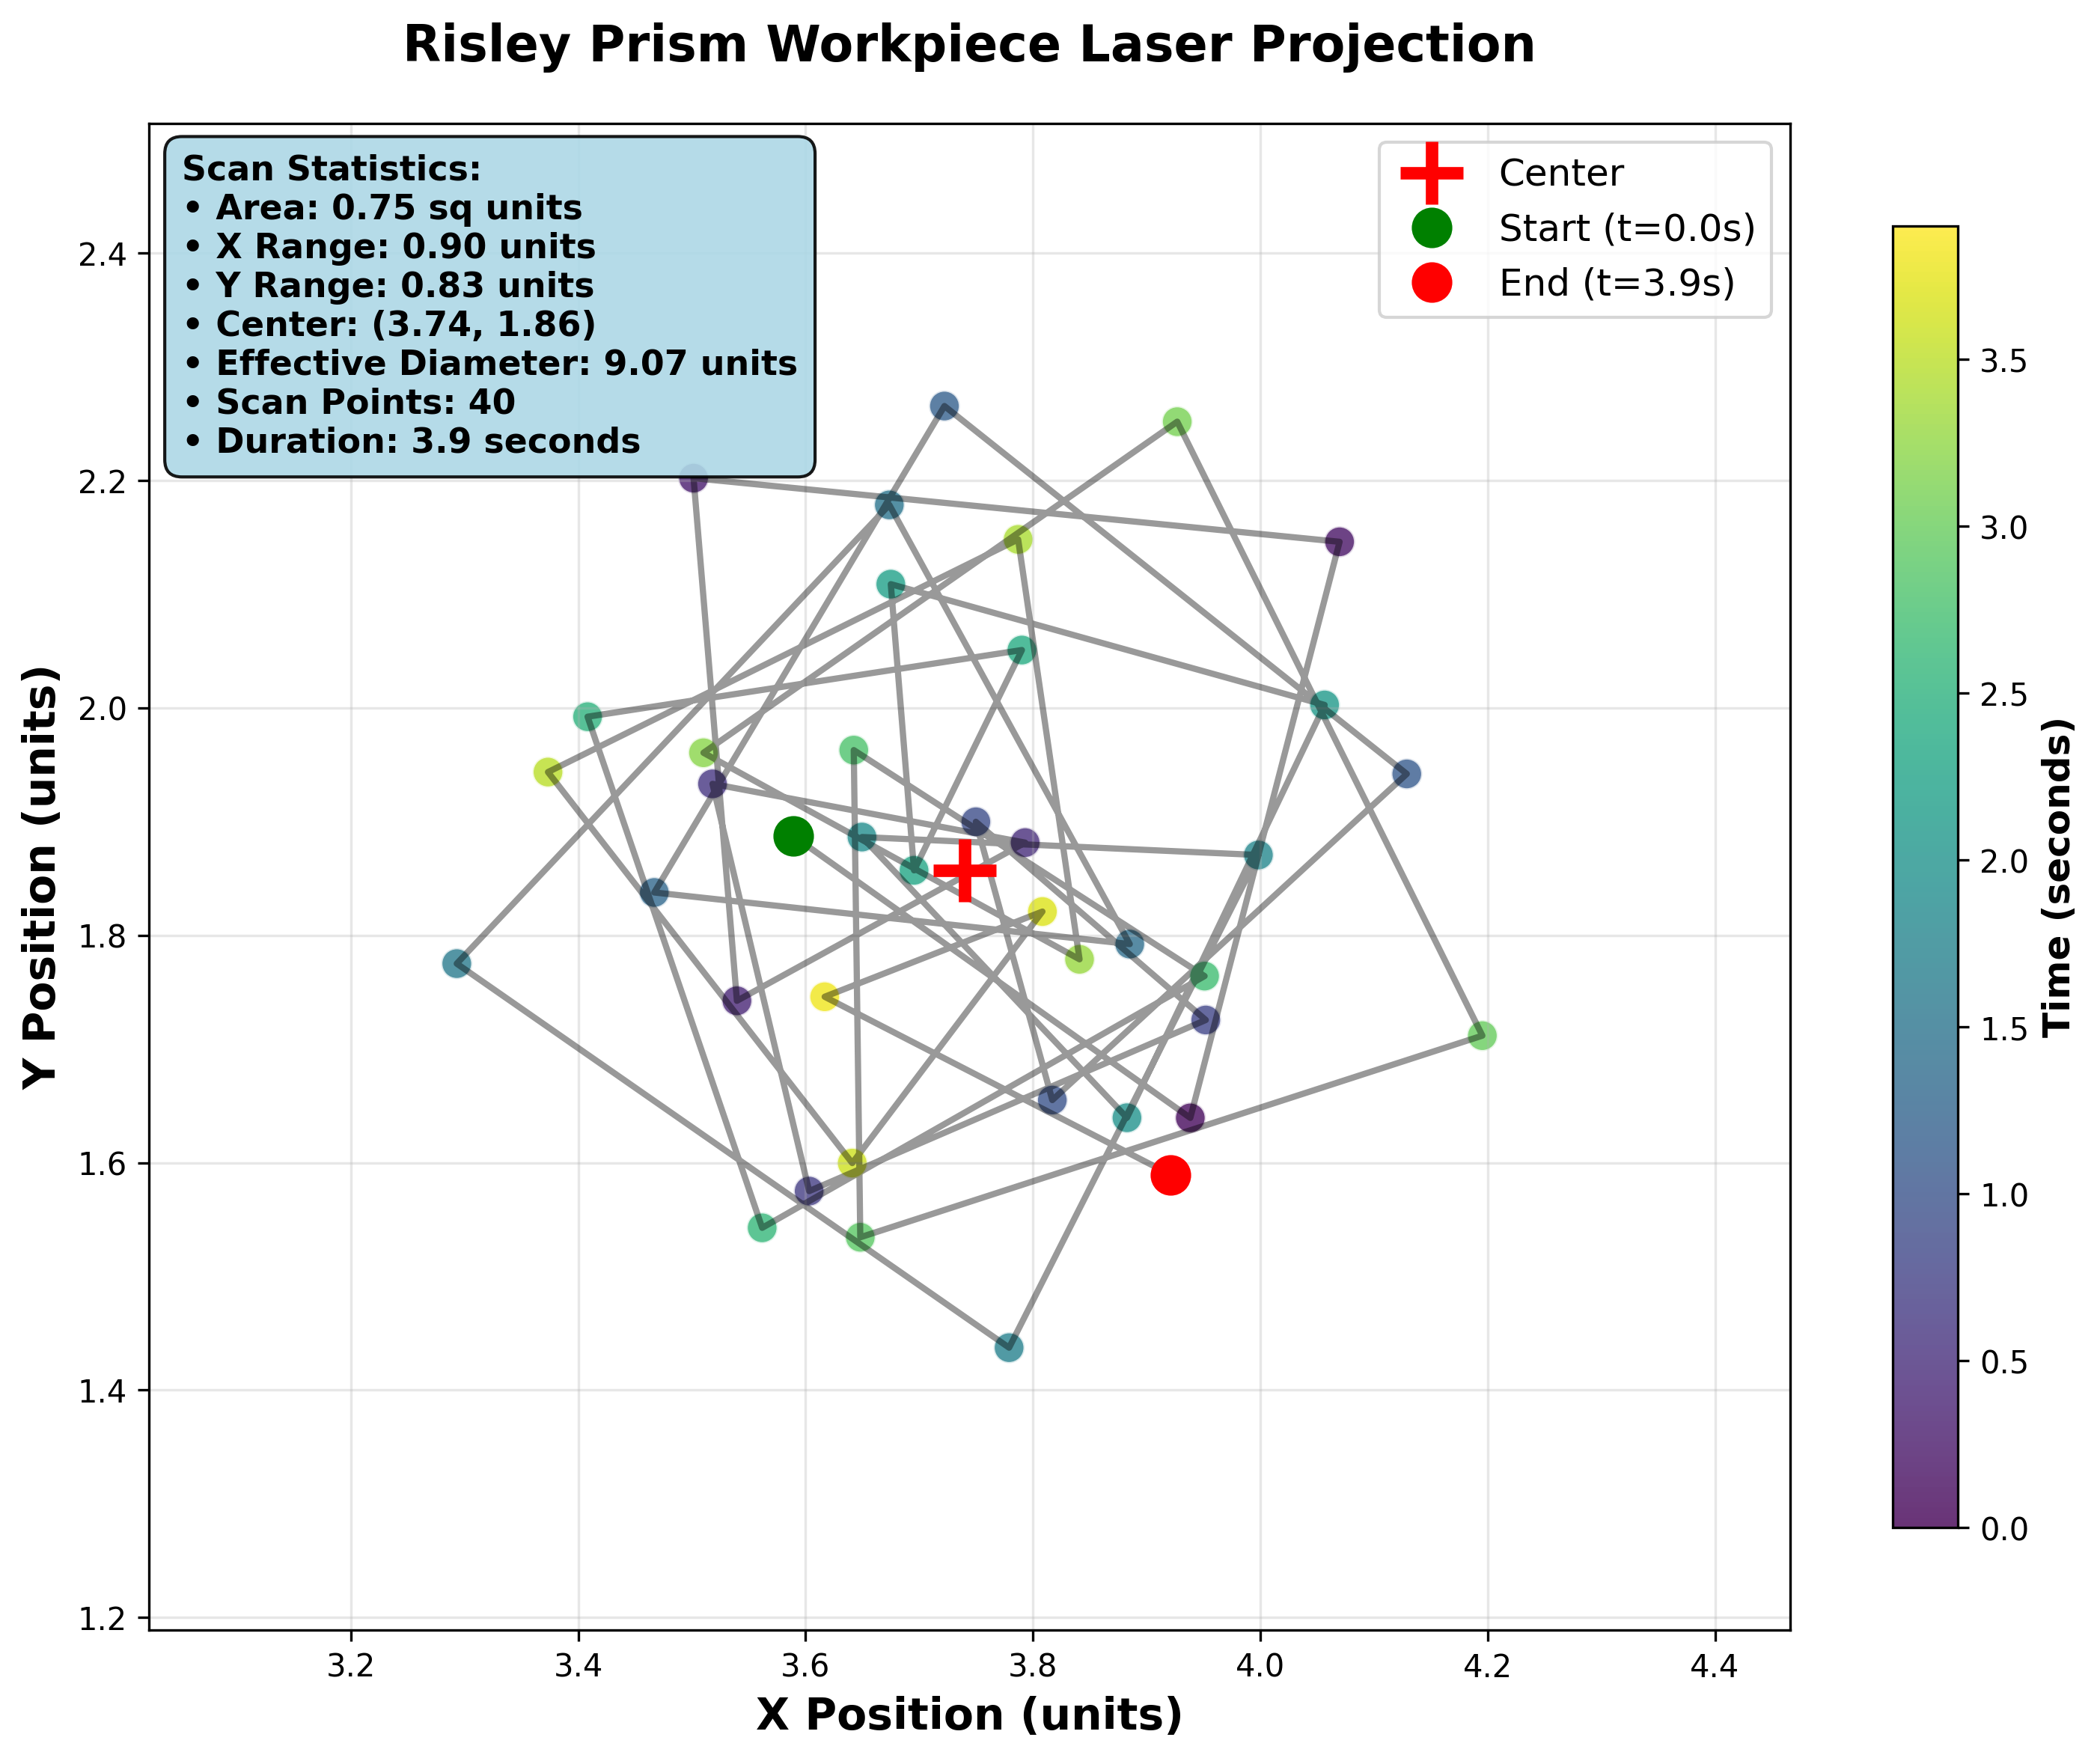 Risley Prism Workpiece Laser Projection
Scan Statistics:
• Area: 0.75 sq units
• X Range: 0.90 units
• Y Range: 0.83 units
• Center: (3.74, 1.86)
• Effective Diameter: 9.07 units
• Scan Points: 40
• Duration: 3.9 seconds
Center
Start (t=0.0s)
End (t=3.9s)
Y Position (units)
2.4
2.2
2.0
1.8
1.6
1.4
1.2
3.2
3.4
3.6
3.8
4.0
4.2
4.4
X Position (units)
3.5
3.0
2.5
2.0
1.5
1.0
0.5
0.0
Time (seconds)